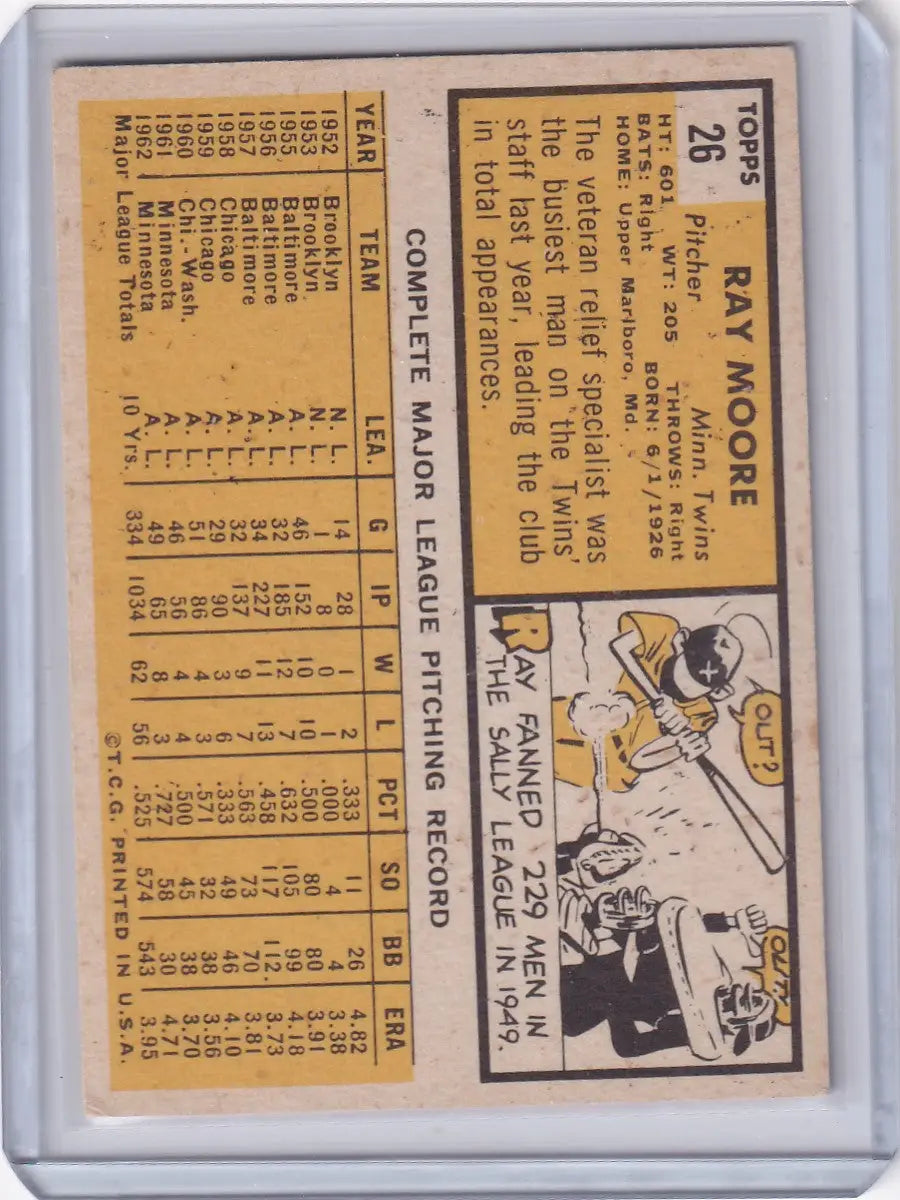 TOPPS
26
RAY MOORE
Pitcher Minn. Twins
HT: 601 WT: 205 THROWS: Right
BATS: Right BORN: 6/1/1926
HOME: Upper Marlboro, Md.
The veteran relief specialist was
the busiest man on the Twins'
staff last year, leading the club
in total appearances.
OUT?
OUT!
RAY FANNED 229 MEN IN
THE SALLY LEAGUE IN 1949.
COMPLETE MAJOR LEAGUE PITCHING RECORD
YEAR TEAM LEA. G IP W L PCT SO BB ERA
1952 Brooklyn N. L. 14 28 1 2 .333 11 26 4.82
1953 Brooklyn N. L. 1 8 0 1 .000 4 4 3.38
1955 Baltimore A. L. 46 152 10 10 .500 80 80 3.91
1956 Baltimore A. L. 32 185 12 7 .632 105 99 4.18
1957 Baltimore A. L. 34 227 11 13 .458 117 112 3.73
1958 Chicago A. L. 32 137 9 7 .563 73 70 3.81
1959 Chicago A. L. 29 90 3 6 .333 49 46 4.10
1960 Chi.-Wash. A. L. 51 86 4 3 .571 32 38 3.56
1961 Minnesota A. L. 46 56 4 4 .500 45 38 3.70
1962 Minnesota A. L. 49 65 8 3 .727 58 30 4.71
Major League Totals 10 Yrs. 334 1034 62 56 .525 574 543 3.95
©T.C.G. PRINTED IN U.S.A.